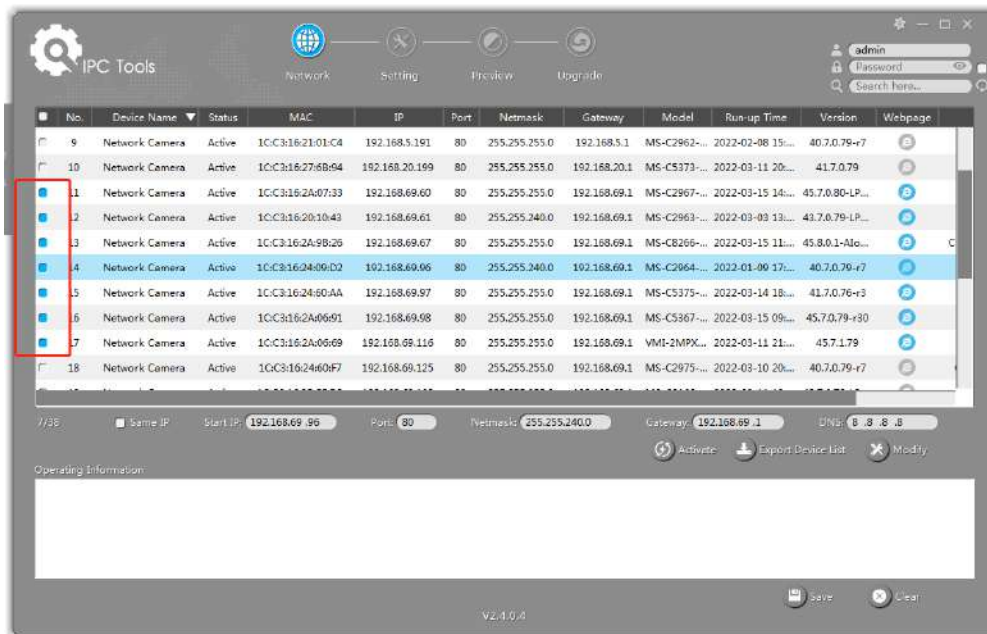 IPC Tools
Network Setting Preview Upgrade
admin
Password
Search here...
No. Device Name ▼ Status MAC IP Port Netmask Gateway Model Run-up Time Version Webpage
9 Network Camera Active 1C:C3:16:21:01:C4 192.168.5.191 80 255.255.255.0 192.168.5.1 MS-C2962-... 2022-02-08 15:... 40.7.0.79-r7
10 Network Camera Active 1C:C3:16:27:6B:94 192.168.20.199 80 255.255.255.0 192.168.20.1 MS-C5373-... 2022-03-11 20:... 41.7.0.79
11 Network Camera Active 1C:C3:16:2A:07:33 192.168.69.60 80 255.255.255.0 192.168.69.1 MS-C2967-... 2022-03-15 14:... 45.7.0.80-LP...
12 Network Camera Active 1C:C3:16:20:10:43 192.168.69.61 80 255.255.240.0 192.168.69.1 MS-C2963-... 2022-03-03 13:... 43.7.0.79-LP...
13 Network Camera Active 1C:C3:16:2A:9B:26 192.168.69.67 80 255.255.255.0 192.168.69.1 MS-C8266-... 2022-03-15 11:... 45.8.0.1-AIo... C
14 Network Camera Active 1C:C3:16:24:09:D2 192.168.69.96 80 255.255.240.0 192.168.69.1 MS-C2964-... 2022-01-09 17:... 40.7.0.79-r7
15 Network Camera Active 1C:C3:16:24:60:AA 192.168.69.97 80 255.255.255.0 192.168.69.1 MS-C5375-... 2022-03-14 18:... 41.7.0.76-r3
16 Network Camera Active 1C:C3:16:2A:06:91 192.168.69.98 80 255.255.255.0 192.168.69.1 MS-C5367-... 2022-03-15 09:... 45.7.0.79-r30
17 Network Camera Active 1C:C3:16:2A:06:69 192.168.69.116 80 255.255.255.0 192.168.69.1 VMI-2MPX... 2022-03-11 21:... 45.7.1.79
18 Network Camera Active 1C:C3:16:24:60:F7 192.168.69.125 80 255.255.255.0 192.168.69.1 MS-C2975-... 2022-03-10 20:... 40.7.0.79-r7
Same IP Start IP: 192.168.69 .96 Port: 80 Netmask: 255.255.240.0 Gateway: 192.168.69 .1 DNS: 8 .8 .8 .8
Activate Export Device List Modify
Operating Information
Save Clear
V2.4.0.4